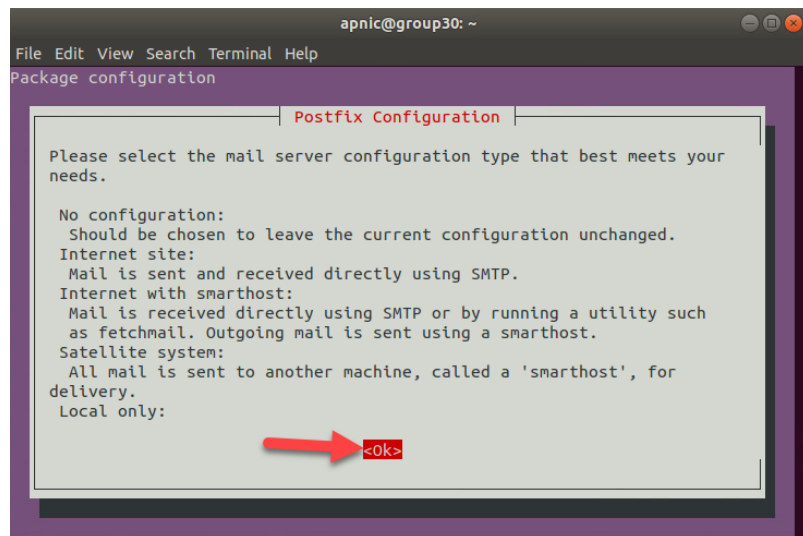 apnic@group30: ~
File Edit View Search Terminal Help
Package configuration
Postfix Configuration
Please select the mail server configuration type that best meets your
needs.
No configuration:
Should be chosen to leave the current configuration unchanged.
Internet site:
Mail is sent and received directly using SMTP.
Internet with smarthost:
Mail is received directly using SMTP or by running a utility such
as fetchmail. Outgoing mail is sent using a smarthost.
Satellite system:
All mail is sent to another machine, called a 'smarthost', for
delivery.
Local only:
<Ok>